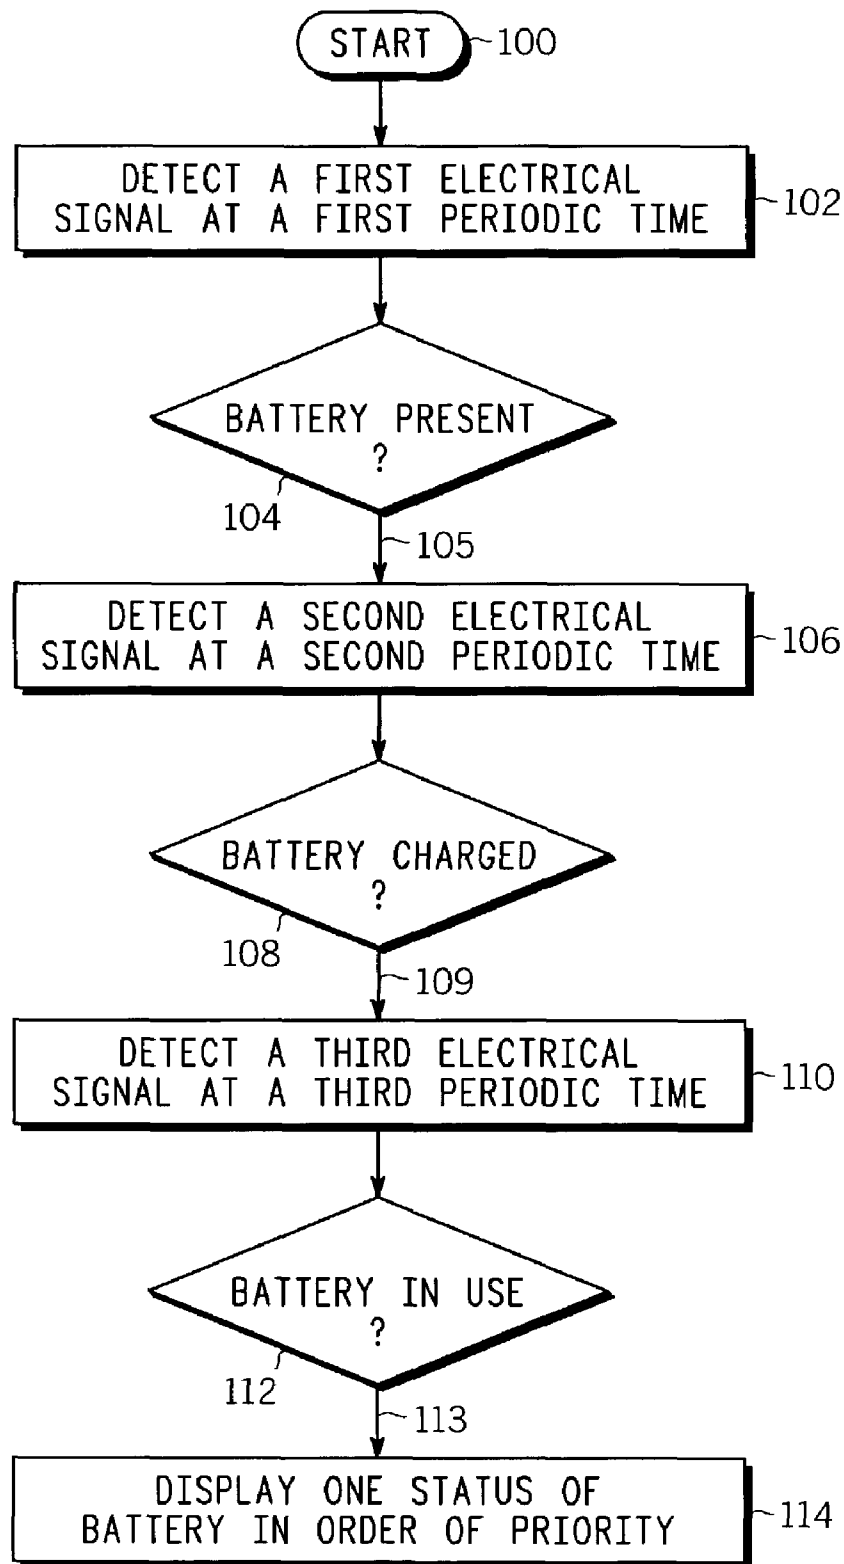 START
100
DETECT A FIRST ELECTRICAL
SIGNAL AT A FIRST PERIODIC TIME
102
BATTERY PRESENT
?
104
105
DETECT A SECOND ELECTRICAL
SIGNAL AT A SECOND PERIODIC TIME
106
BATTERY CHARGED
?
108
109
DETECT A THIRD ELECTRICAL
SIGNAL AT A THIRD PERIODIC TIME
110
BATTERY IN USE
?
112
113
DISPLAY ONE STATUS OF
BATTERY IN ORDER OF PRIORITY
114